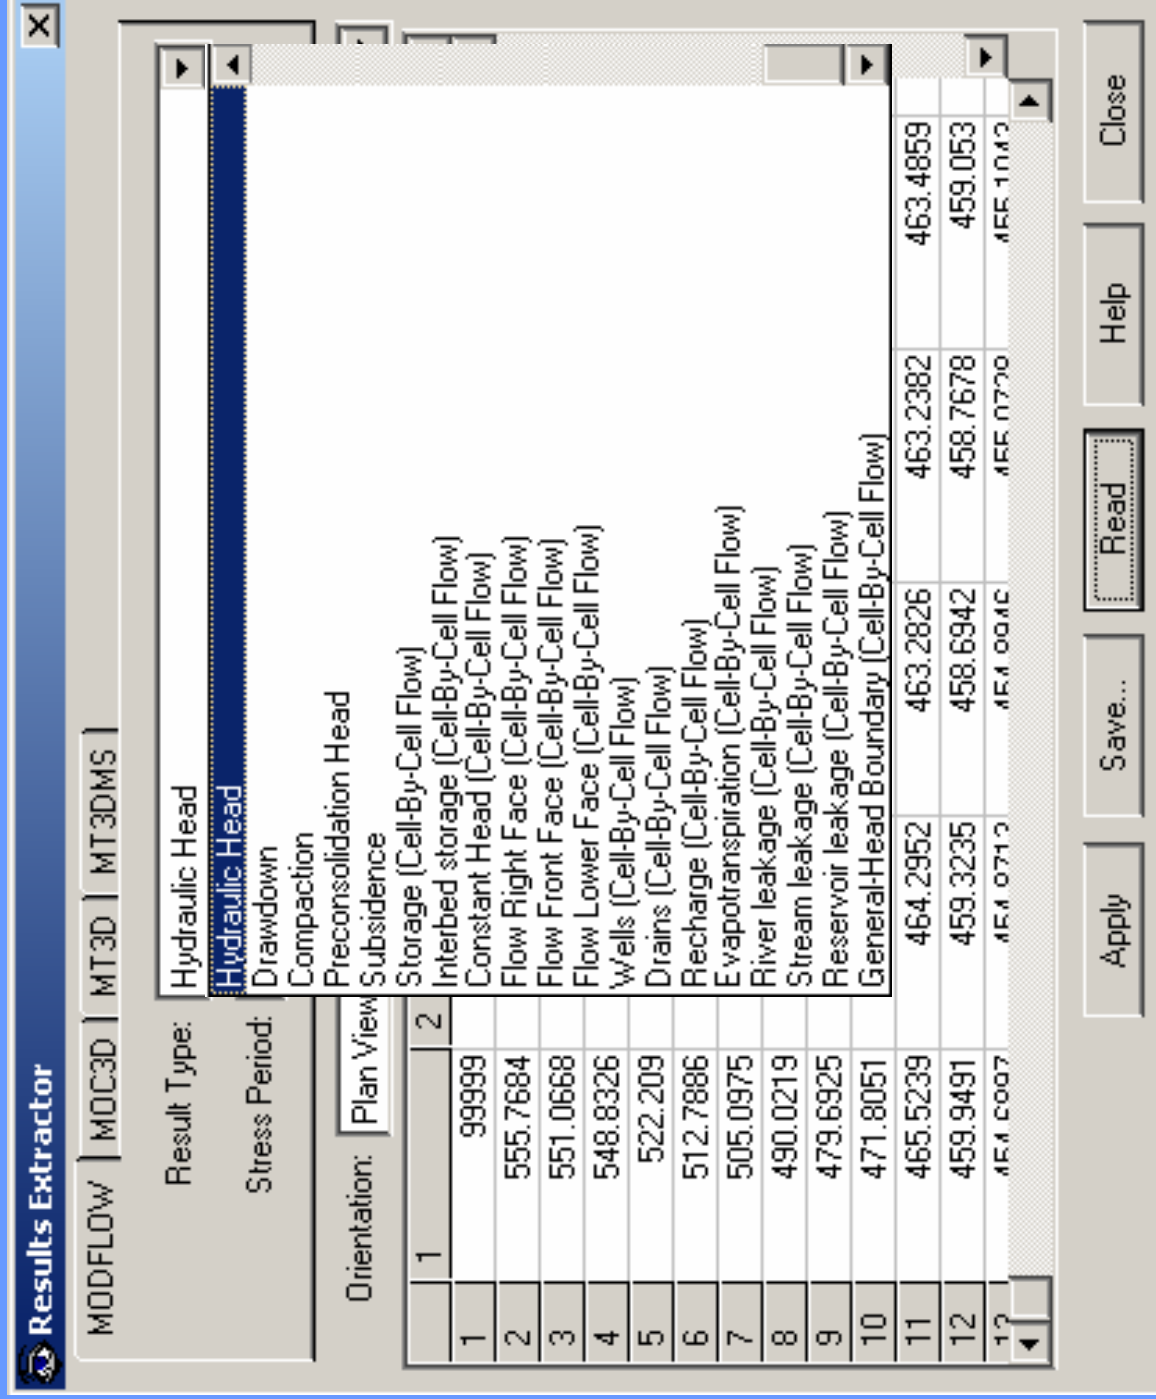 Results Extractor
MODFLOW MOC3D MT3D MT3DMS
Result Type: Hydraulic Head
Hydraulic Head
Drawdown
Compaction
Preconsolidation Head
Subsidence
Storage (Cell-By-Cell Flow)
Interbed storage (Cell-By-Cell Flow)
Constant Head (Cell-By-Cell Flow)
Flow Right Face (Cell-By-Cell Flow)
Flow Front Face (Cell-By-Cell Flow)
Flow Lower Face (Cell-By-Cell Flow)
Wells (Cell-By-Cell Flow)
Drains (Cell-By-Cell Flow)
Recharge (Cell-By-Cell Flow)
Evapotranspiration (Cell-By-Cell Flow)
River leakage (Cell-By-Cell Flow)
Stream leakage (Cell-By-Cell Flow)
Reservoir leakage (Cell-By-Cell Flow)
General-Head Boundary (Cell-By-Cell Flow)
Stress Period:
Orientation: Plan View
1 2
1 99999
2 555.7684
3 551.0668
4 548.8326
5 522.209
6 512.7886
7 505.0975
8 490.0219
9 479.6925
10 471.8051
11 465.5239 464.2952 463.2826 463.2382 463.4859
12 459.9491 459.3235 458.6942 458.7678 459.053
Apply Save... Read Help Close